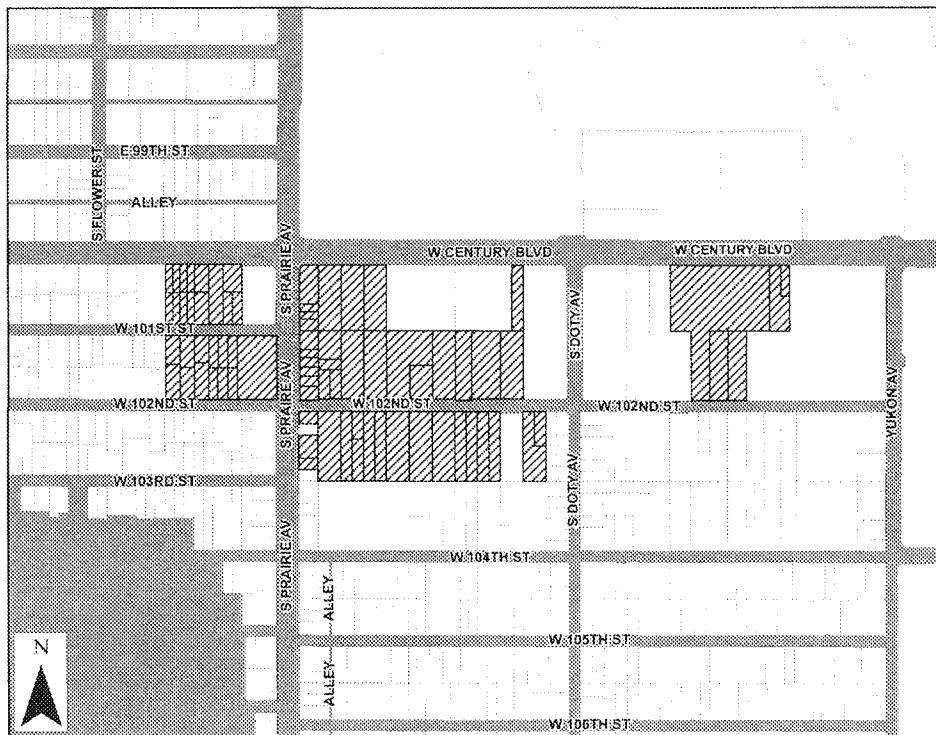 E 99TH ST
S FLOWER ST
ALLEY
S PRAIRIE AV
W CENTURY BLVD
W CENTURY BLVD
W 101ST ST
S DOTY AV
S PRAIRIE AV
YUKON AV
W 102ND ST
W 102ND ST
W 102ND ST
W 103RD ST
S DOTY AV
S PRAIRIE AV
W 104TH ST
ALLEY
W 105TH ST
N
ALLEY
W 106TH ST